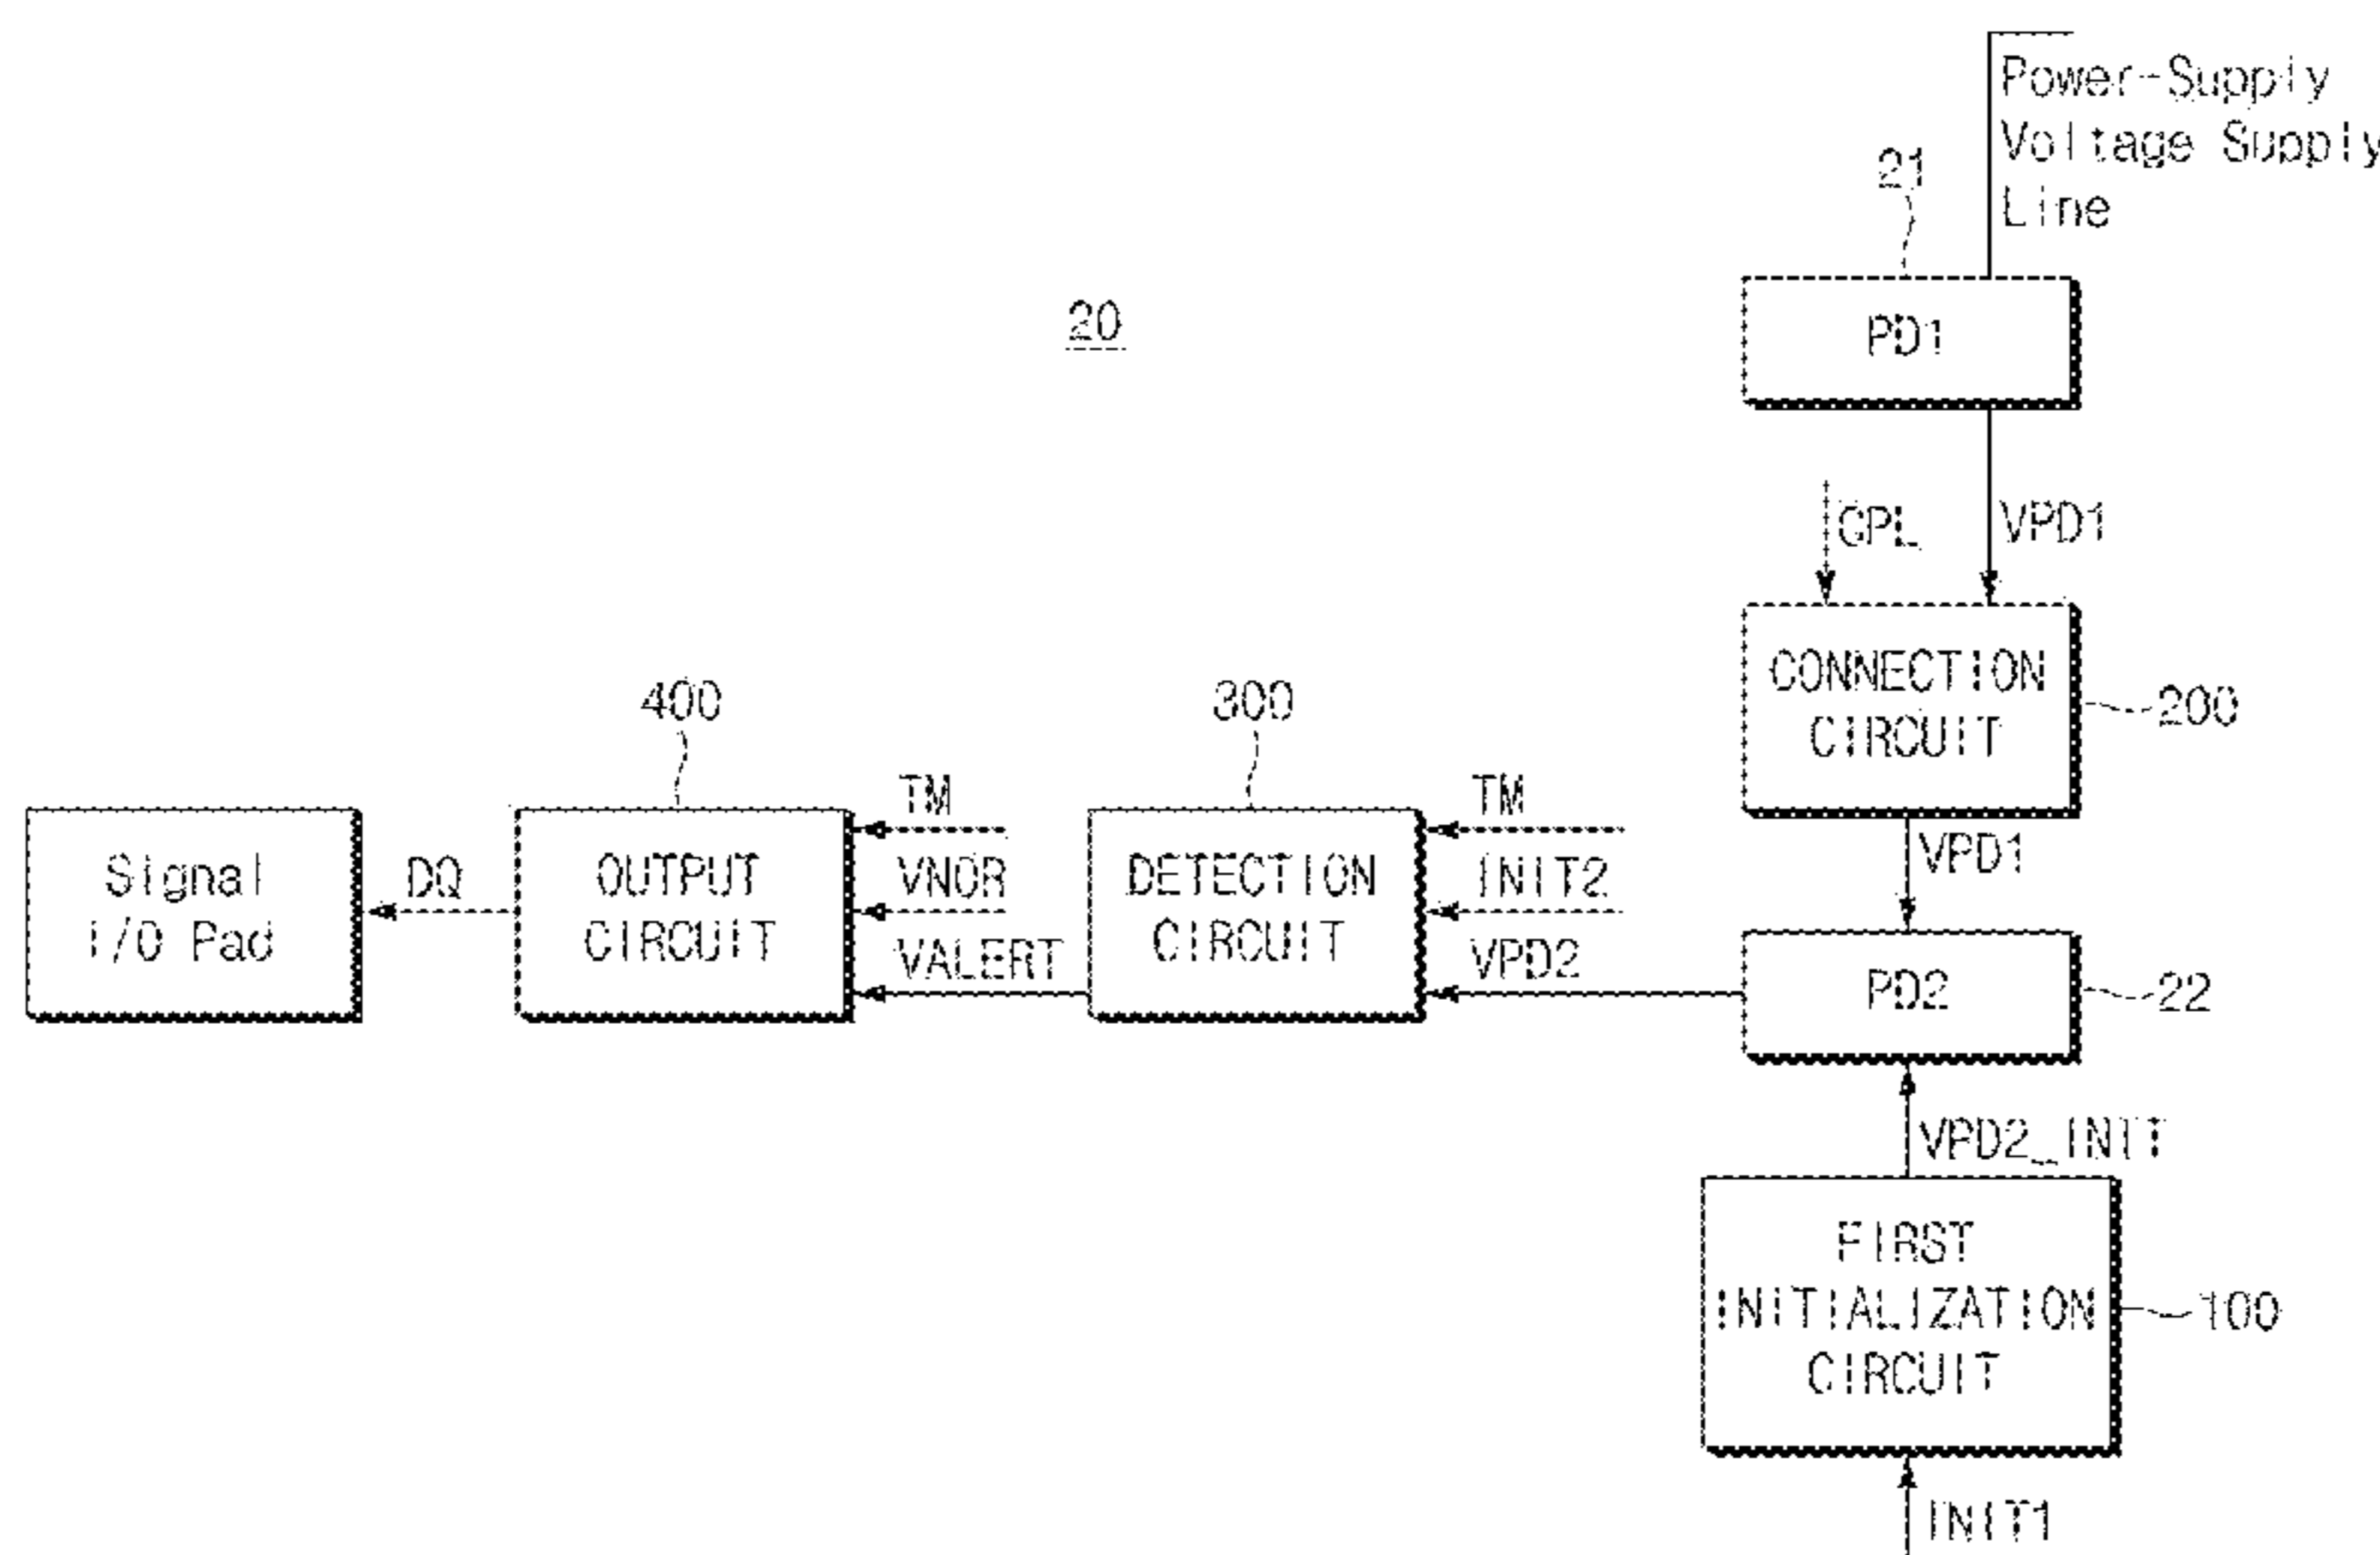 Power-Supply
Voltage Supply
Line
21
PD1
20
GPL
VPD1
CONNECTION
CIRCUIT
200
400
300
TM
TM
VPD1
Signal
I/O Pad
DQ
OUTPUT
CIRCUIT
VNOR
DETECTION
CIRCUIT
INIT2
VALERT
VPD2
PD2
22
VPD2_INIT
FIRST
INITIALIZATION
CIRCUIT
100
INIT1